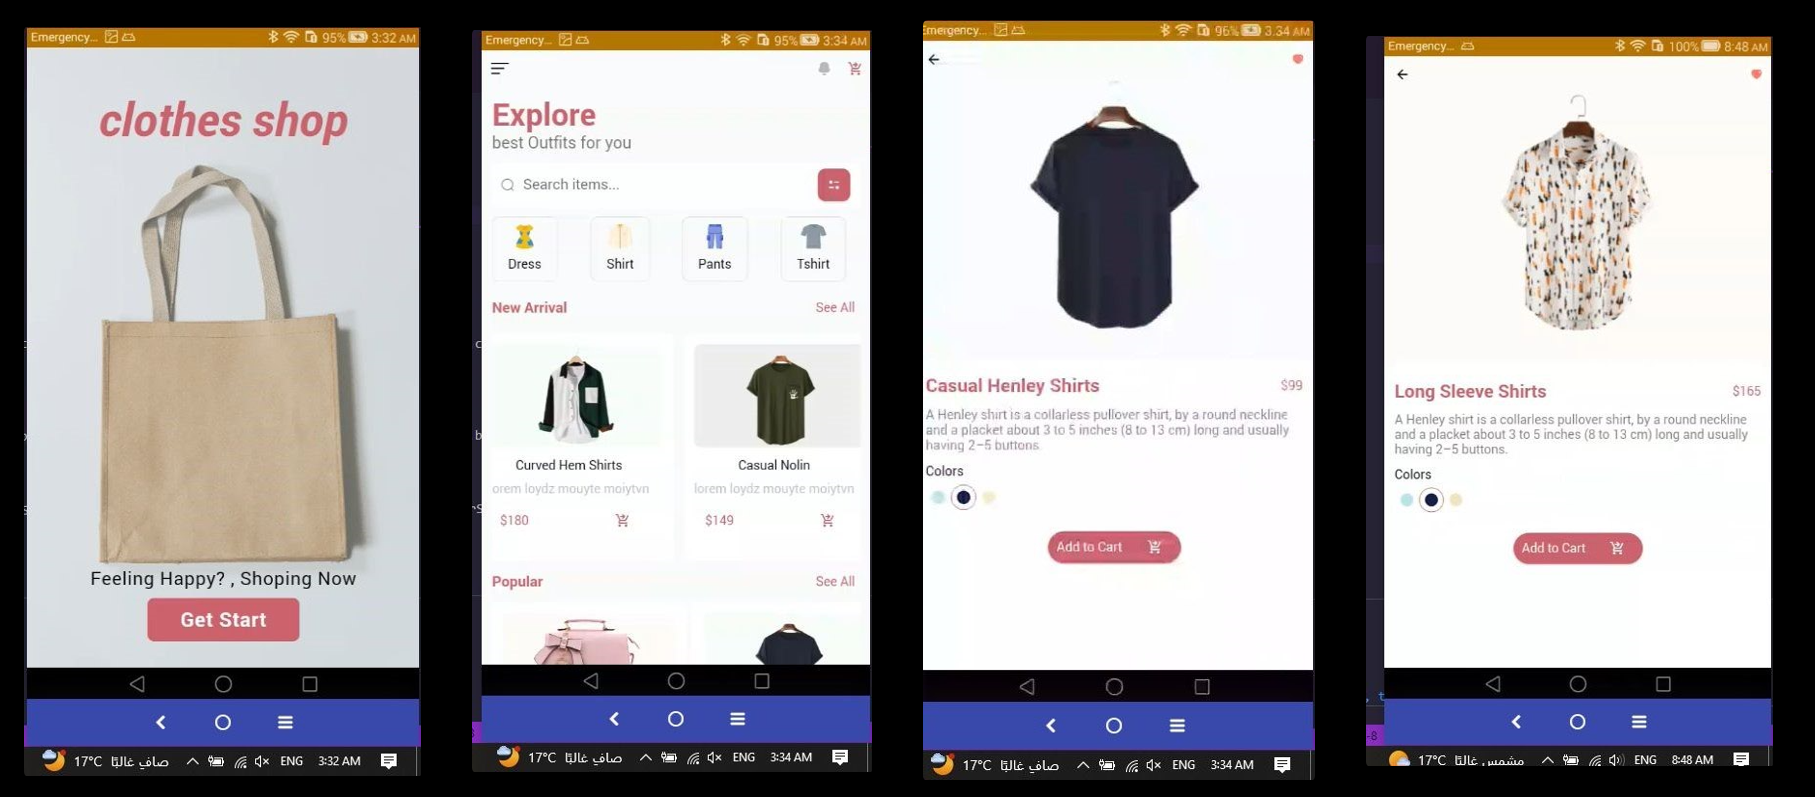 Emergency... 95% 3:32 AM
clothes shop
Feeling Happy? , Shoping Now
Get Start
17°C صافي غالبًا ENG 3:32 AM
Emergency... 95% 3:34 AM
Explore
best Outfits for you
Search items...
Dress Shirt Pants Tshirt
New Arrival See All
Curved Hem Shirts Casual Nolin
orem loydz mouyte moiytvn lorem loydz mouyte moiytvn
$180 $149
Popular See All
17°C صافي غالبًا ENG 3:34 AM
Emergency... 96% 3:34 AM
Casual Henley Shirts $99
A Henley shirt is a collarless pullover shirt, by a round neckline
and a placket about 3 to 5 inches (8 to 13 cm) long and usually
having 2–5 buttons.
Colors
Add to Cart
17°C صافي غالبًا ENG 3:34 AM
Emergency... 100% 8:48 AM
Long Sleeve Shirts $165
A Henley shirt is a collarless pullover shirt, by a round neckline
and a placket about 3 to 5 inches (8 to 13 cm) long and usually
having 2–5 buttons.
Colors
Add to Cart
17°C مشمس غالبًا ENG 8:48 AM